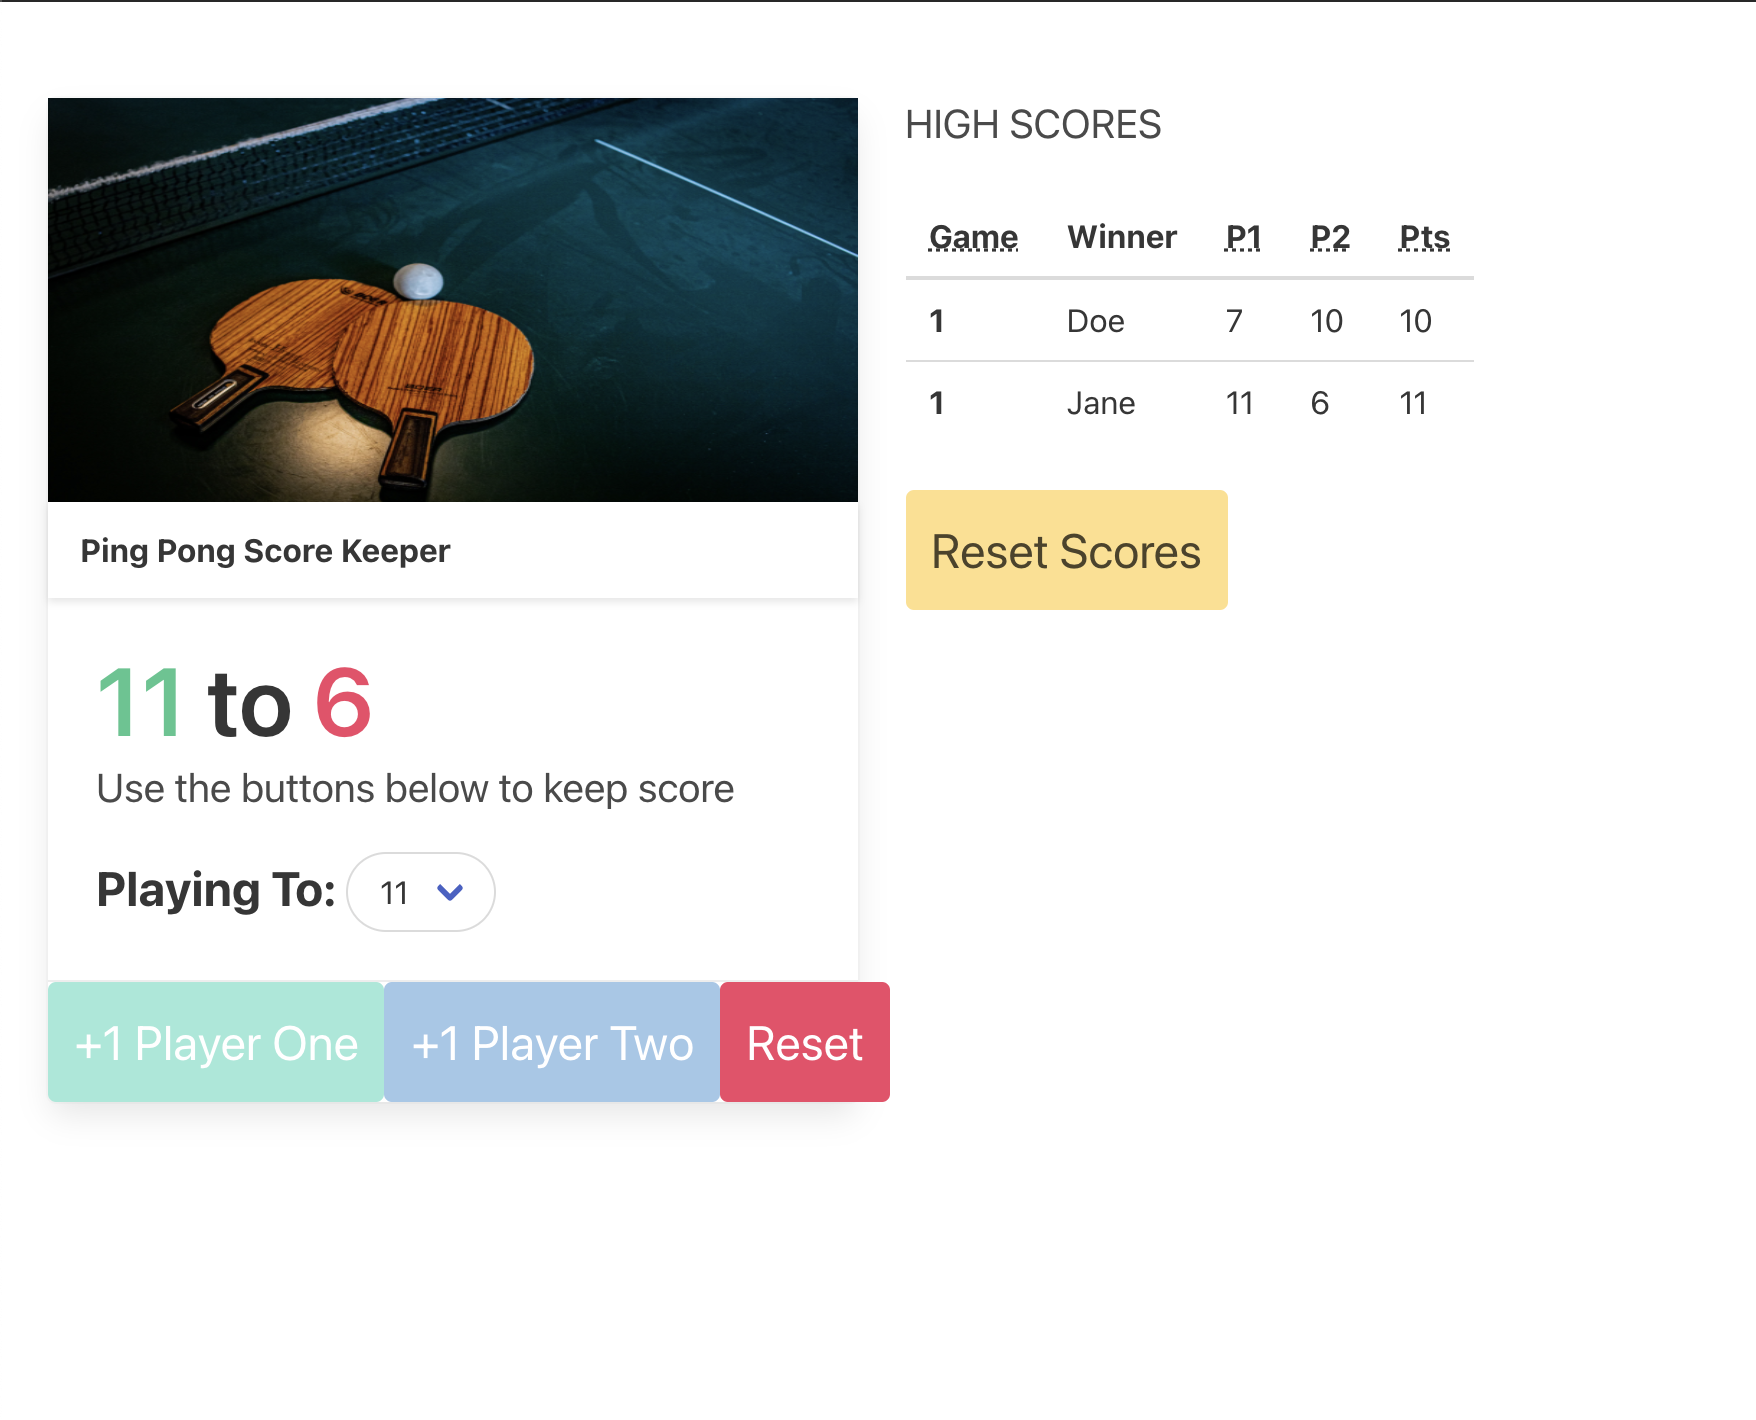 HIGH SCORES
Game Winner P1 P2 Pts
1 Doe 7 10 10
1 Jane 11 6 11
Reset Scores
Ping Pong Score Keeper
11 to 6
Use the buttons below to keep score
Playing To: 11
+1 Player One +1 Player Two Reset